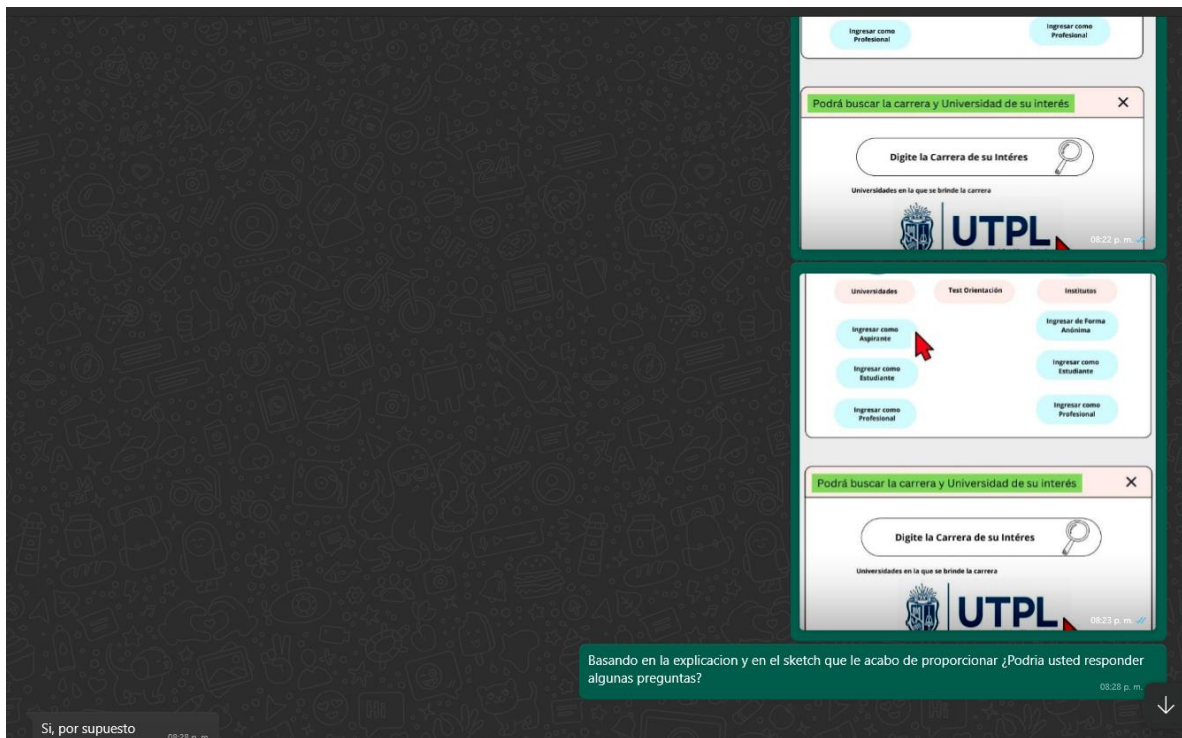 Ingresar como
Profesional
Ingresar como
Profesional
Podrá buscar la carrera y Universidad de su interés
Digite la Carrera de su Intéres
Universidades en la que se brinde la carrera
UTPL
08:22 p. m.
Universidades
Test Orientación
Institutos
Ingresar como
Aspirante
Ingresar de Forma
Anónima
Ingresar como
Estudiante
Ingresar como
Estudiante
Ingresar como
Profesional
Ingresar como
Profesional
Podrá buscar la carrera y Universidad de su interés
Digite la Carrera de su Intéres
Universidades en la que se brinde la carrera
UTPL
08:23 p. m.
Basando en la explicacion y en el sketch que le acabo de proporcionar ¿Podria usted responder
algunas preguntas?
08:28 p. m.
Si, por supuesto
08:28 p. m.